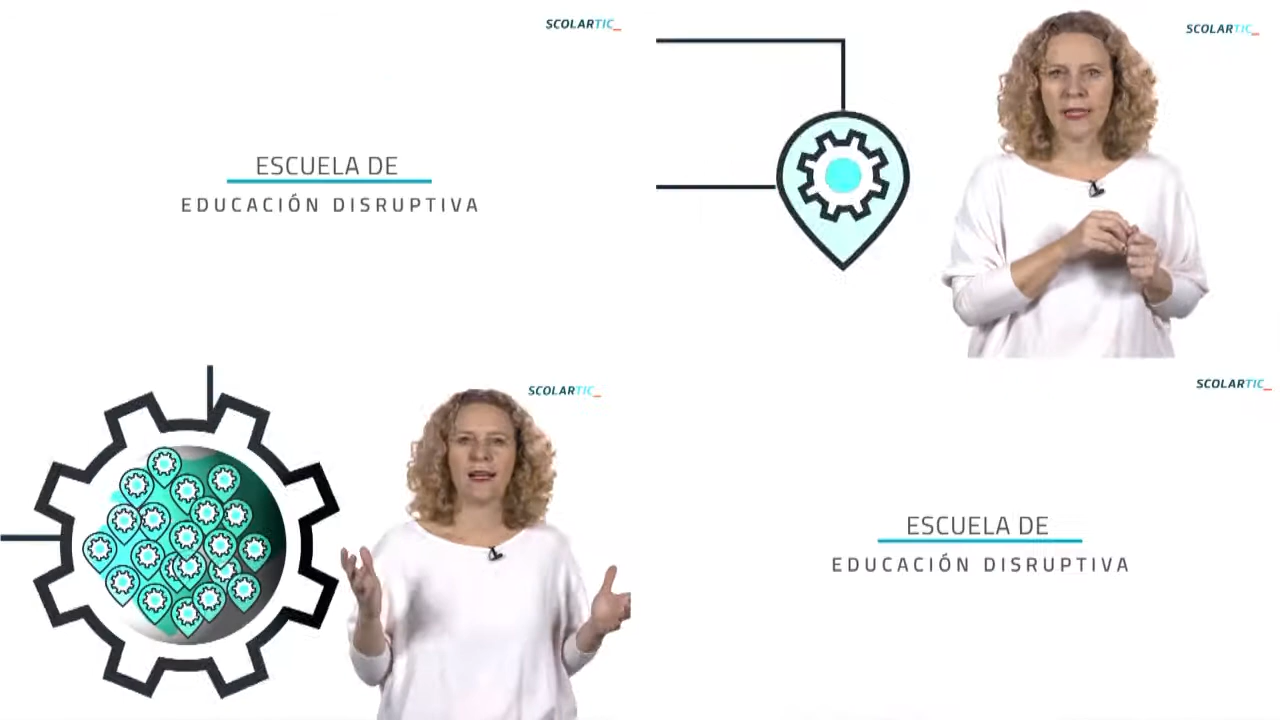 SCOLARTIC_
ESCUELA DE
EDUCACIÓN DISRUPTIVA
SCOLARTIC_
SCOLARTIC_
SCOLARTIC_
ESCUELA DE
EDUCACIÓN DISRUPTIVA